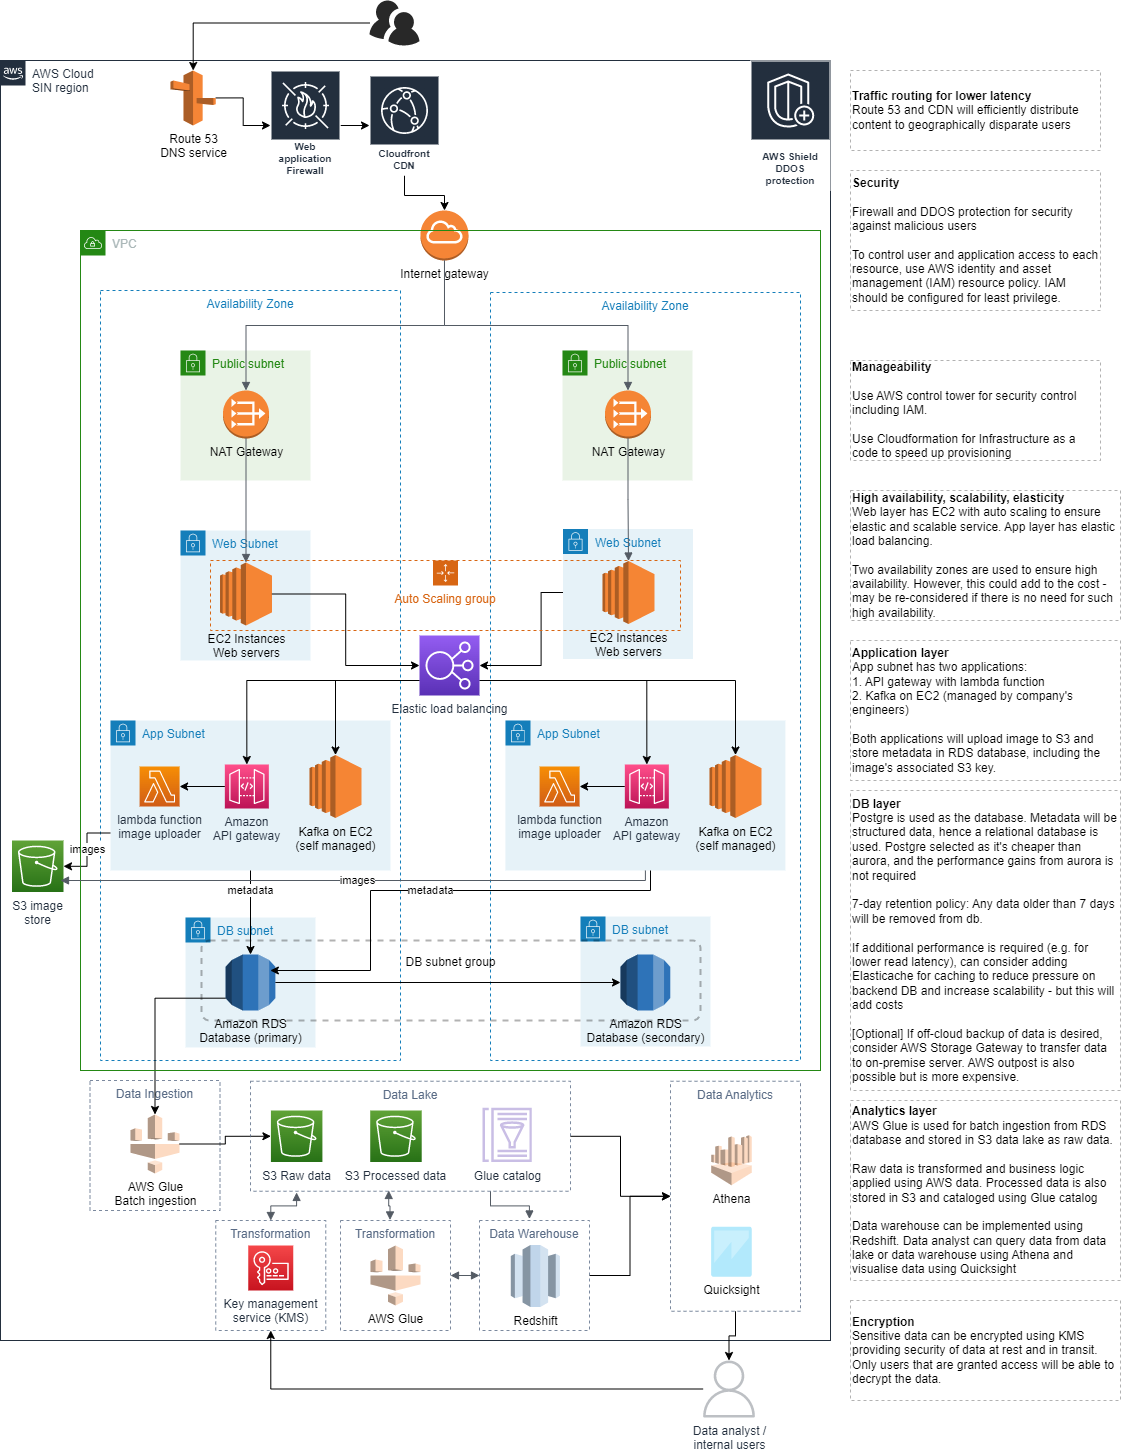 aws
AWS Cloud
SIN region
Route 53
DNS service
Web
application
Firewall
Cloudfront
CDN
AWS Shield
DDOS
protection
VPC
Internet gateway
Availability Zone
Availability Zone
Public subnet
Public subnet
NAT Gateway
NAT Gateway
Web Subnet
Web Subnet
Auto Scaling group
EC2 Instances
Web servers
EC2 Instances
Web servers
Elastic load balancing
App Subnet
App Subnet
lambda function
image uploader
Amazon
API gateway
Kafka on EC2
(self managed)
lambda function
image uploader
Amazon
API gateway
Kafka on EC2
(self managed)
images
S3 image
store
images
metadata
metadata
DB subnet
DB subnet
DB subnet group
Amazon RDS
Database (primary)
Amazon RDS
Database (secondary)
Data Ingestion
AWS Glue
Batch ingestion
Data Lake
S3 Raw data
S3 Processed data
Glue catalog
Data Analytics
Athena
Quicksight
Transformation
Key management
service (KMS)
Transformation
AWS Glue
Data Warehouse
Redshift
Data analyst /
internal users
Traffic routing for lower latency
Route 53 and CDN will efficiently distribute
content to geographically disparate users
Security
Firewall and DDOS protection for security
against malicious users
To control user and application access to each
resource, use AWS identity and asset
management (IAM) resource policy. IAM
should be configured for least privilege.
Manageability
Use AWS control tower for security control
including IAM.
Use Cloudformation for Infrastructure as a
code to speed up provisioning
High availability, scalability, elasticity
Web layer has EC2 with auto scaling to ensure
elastic and scalable service. App layer has elastic
load balancing.
Two availability zones are used to ensure high
availability. However, this could add to the cost -
may be re-considered if there is no need for such
high availability.
Application layer
App subnet has two applications:
1. API gateway with lambda function
2. Kafka on EC2 (managed by company's
engineers)
Both applications will upload image to S3 and
store metadata in RDS database, including the
image's associated S3 key.
DB layer
Postgre is used as the database. Metadata will be
structured data, hence a relational database is
used. Postgre selected as it's cheaper than
aurora, and the performance gains from aurora is
not required
7-day retention policy: Any data older than 7 days
will be removed from db.
If additional performance is required (e.g. for
lower read latency), can consider adding
Elasticache for caching to reduce pressure on
backend DB and increase scalability - but this will
add costs
[Optional] If off-cloud backup of data is desired,
consider AWS Storage Gateway to transfer data
to on-premise server. AWS outpost is also
possible but is more expensive.
Analytics layer
AWS Glue is used for batch ingestion from RDS
database and stored in S3 data lake as raw data.
Raw data is transformed and business logic
applied using AWS data. Processed data is also
stored in S3 and cataloged using Glue catalog
Data warehouse can be implemented using
Redshift. Data analyst can query data from data
lake or data warehouse using Athena and
visualise data using Quicksight
Encryption
Sensitive data can be encrypted using KMS
providing security of data at rest and in transit.
Only users that are granted access will be able to
decrypt the data.